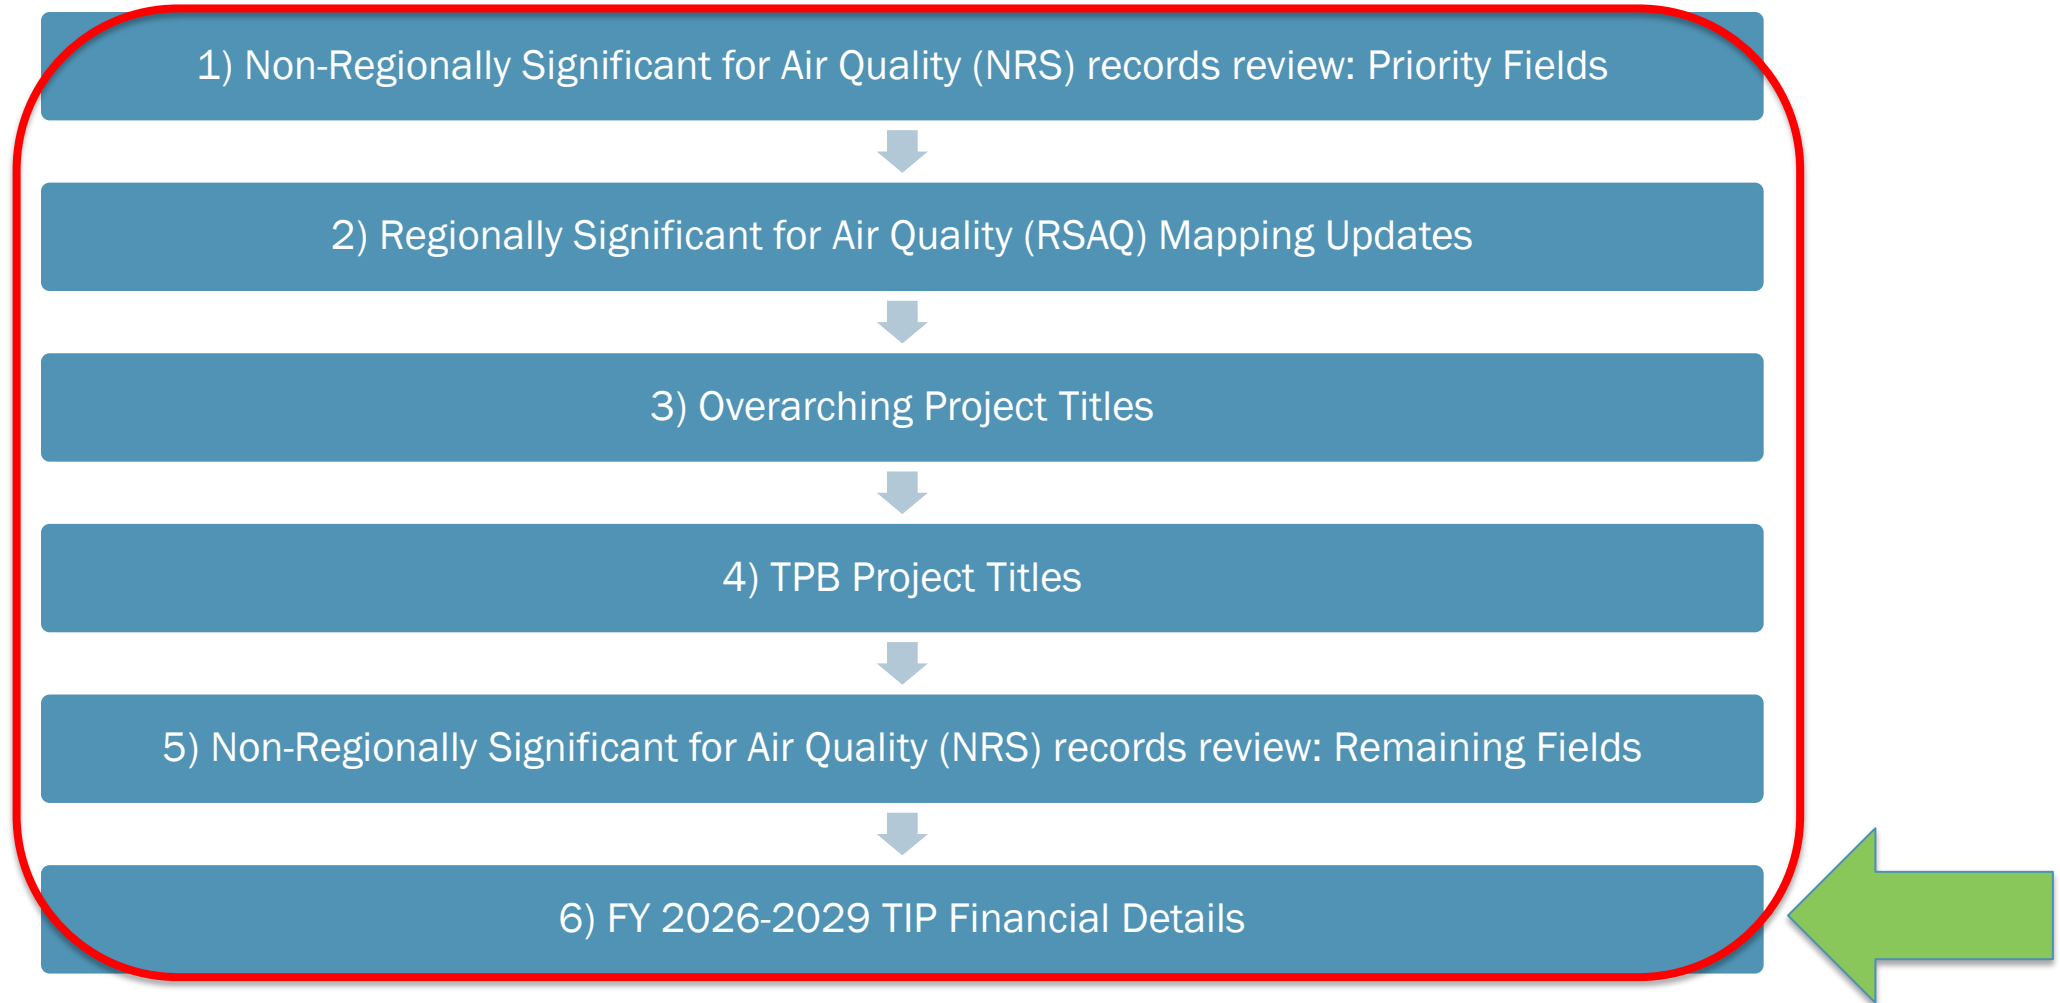 1) Non-Regionally Significant for Air Quality (NRS) records review: Priority Fields
2) Regionally Significant for Air Quality (RSAQ) Mapping Updates
3) Overarching Project Titles
4) TPB Project Titles
5) Non-Regionally Significant for Air Quality (NRS) records review: Remaining Fields
6) FY 2026-2029 TIP Financial Details